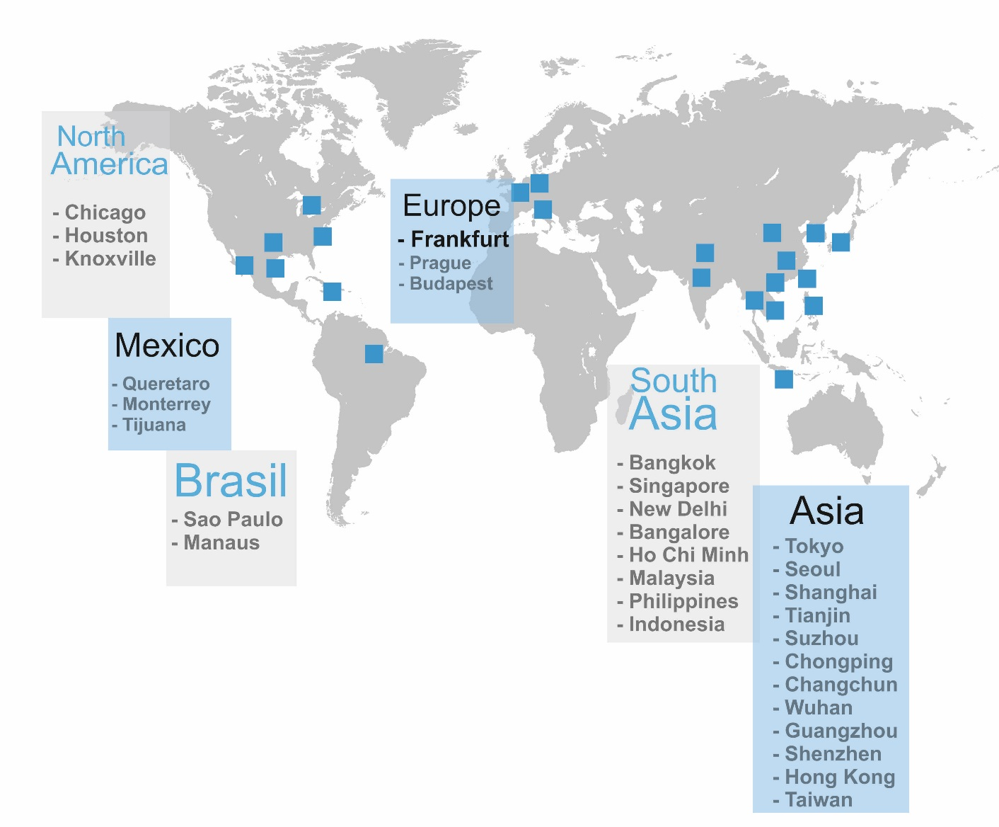 North
America
- Chicago
- Houston
- Knoxville
Mexico
- Queretaro
- Monterrey
- Tijuana
Brasil
- Sao Paulo
- Manaus
Europe
- Frankfurt
- Prague
- Budapest
South
Asia
- Bangkok
- Singapore
- New Delhi
- Bangalore
- Ho Chi Minh
- Malaysia
- Philippines
- Indonesia
Asia
- Tokyo
- Seoul
- Shanghai
- Tianjin
- Suzhou
- Chongping
- Changchun
- Wuhan
- Guangzhou
- Shenzhen
- Hong Kong
- Taiwan